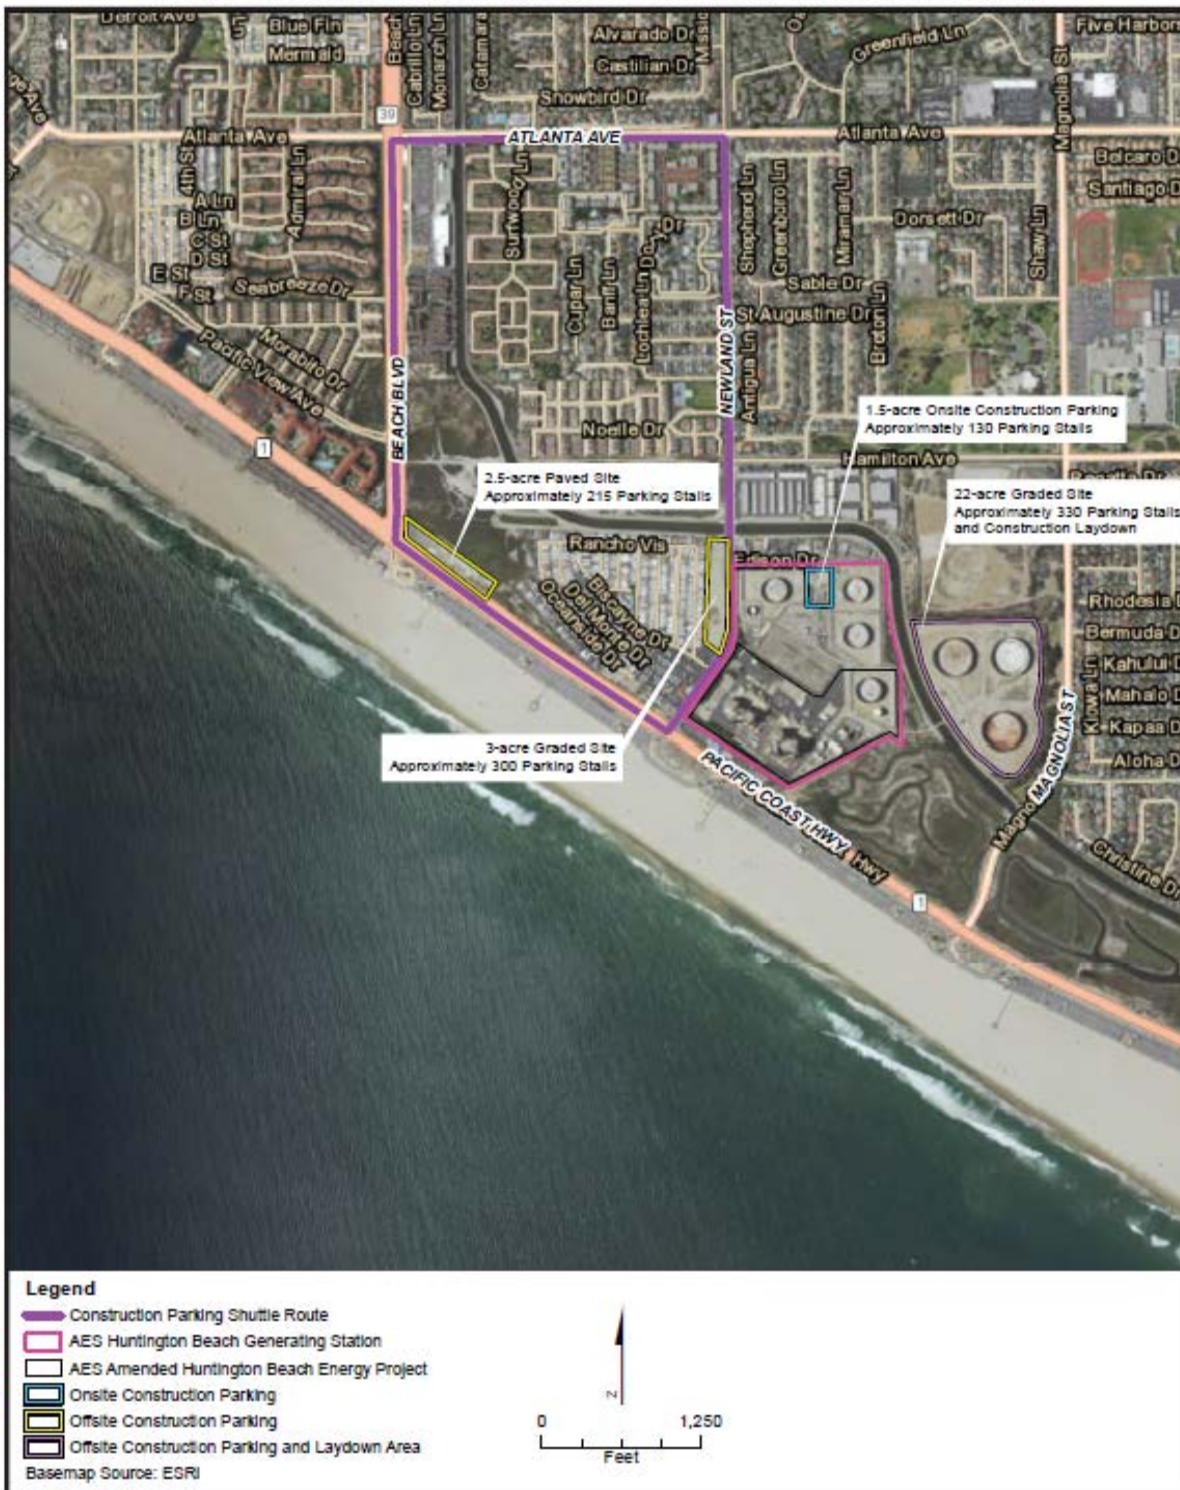 Detroit Ave
Blue Fin
Mermaid
Beach
Cabrillo Ln
Monarch Ln
Alvarado Dr
Castilian Dr
Snowbird Dr
Greenfield Ln
Magnolia St
Five Harbors
39
Atlanta Ave
ATLANTA AVE
Atlanta Ave
Belcaro D
Santiago D
4th St
A Ln
B Ln
C St
D St
E St
F St
Admiral Ln
Seabreeze Dr
Morabito Dr
Pacific View Ave
Surfwood Ln
Cupar Ln
Banff Ln
Lochlea Ln
Shepherd Ln
Greenboro Ln
Miramar Ln
Dorsett Dr
Shaw Ln
Sable Dr
St Augustine Dr
Breton Ln
Antigua Ln
NEWLAND ST
BEACH BLVD
1
Noelle Dr
Hamilton Ave
1.5-acre Onsite Construction Parking
Approximately 130 Parking Stalls
2.5-acre Paved Site
Approximately 215 Parking Stalls
22-acre Graded Site
Approximately 330 Parking Stalls
and Construction Laydown
Rancho Vis
Edison Dr
Biscayne Dr
Del Monte Dr
Oceanside Dr
Bermuda D
Kahului D
Mahalo D
Kapaa D
Aloha D
Kiowa Ln
MAGNOLIA ST
Magno
3-acre Graded Site
Approximately 300 Parking Stalls
PACIFIC COAST HWY
Hwy
Christine Dr
1
Legend
Construction Parking Shuttle Route
AES Huntington Beach Generating Station
AES Amended Huntington Beach Energy Project
Onsite Construction Parking
Offsite Construction Parking
Offsite Construction Parking and Laydown Area
Basemap Source: ESRI
N
0 1,250
Feet